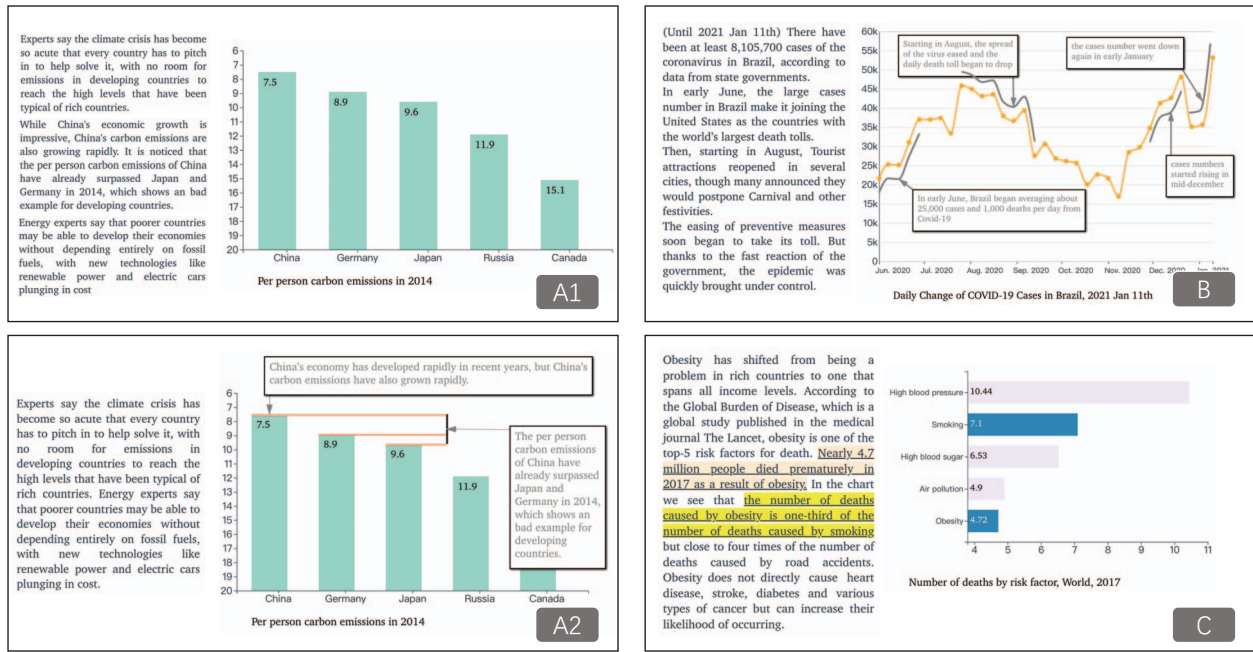 Experts say the climate crisis has become
so acute that every country has to pitch
in to help solve it, with no room for
emissions in developing countries to
reach the high levels that have been
typical of rich countries.
While China's economic growth is
impressive, China's carbon emissions are
also growing rapidly. It is noticed that
the per person carbon emissions of China
have already surpassed Japan and
Germany in 2014, which shows an bad
example for developing countries.
Energy experts say that poorer countries
may be able to develop their economies
without depending entirely on fossil
fuels, with new technologies like
renewable power and electric cars
plunging in cost
6
7
8
9
10
11
12
13
14
15
16
17
18
19
20
7.5
8.9
9.6
11.9
15.1
China Germany Japan Russia Canada
Per person carbon emissions in 2014
A1
(Until 2021 Jan 11th) There have
been at least 8,105,700 cases of the
coronavirus in Brazil, according to
data from state governments.
In early June, the large cases
number in Brazil make it joining the
United States as the countries with
the world's largest death tolls.
Then, starting in August, Tourist
attractions reopened in several
cities, though many announced they
would postpone Carnival and other
festivities.
The easing of preventive measures
soon began to take its toll. But
thanks to the fast reaction of the
government, the epidemic was
quickly brought under control.
60k
55k
50k
45k
40k
35k
30k
25k
20k
15k
10k
5k
0
Starting in August, the spread
of the virus eased and the
daily death toll began to drop
the cases number went down
again in early January
cases numbers
started rising in
mid-december
In early June, Brazil began averaging about
25,000 cases and 1,000 deaths per day from
Covid-19
Jun. 2020 Jul. 2020 Aug. 2020 Sep. 2020 Oct. 2020 Nov. 2020 Dec. 2020 Jan. 2021
Daily Change of COVID-19 Cases in Brazil, 2021 Jan 11th
B
Experts say the climate crisis has
become so acute that every country
has to pitch in to help solve it, with
no room for emissions in
developing countries to reach the
high levels that have been typical of
rich countries. Energy experts say
that poorer countries may be able to
develop their economies without
depending entirely on fossil fuels,
with new technologies like
renewable power and electric cars
plunging in cost.
China's economy has developed rapidly in recent years, but China's
carbon emissions have also grown rapidly.
The per person
carbon emissions
of China have
already surpassed
Japan and
Germany in 2014,
which shows an
bad example for
developing
countries.
6
7
8
9
10
11
12
13
14
15
16
17
18
19
20
7.5
8.9
9.6
11.9
China Germany Japan Russia Canada
Per person carbon emissions in 2014
A2
Obesity has shifted from being a
problem in rich countries to one that
spans all income levels. According to
the Global Burden of Disease, which is a
global study published in the medical
journal The Lancet, obesity is one of the
top-5 risk factors for death. Nearly 4.7
million people died prematurely in
2017 as a result of obesity. In the chart
we see that the number of deaths
caused by obesity is one-third of the
number of deaths caused by smoking
but close to four times of the number of
deaths caused by road accidents.
Obesity does not directly cause heart
disease, stroke, diabetes and various
types of cancer but can increase their
likelihood of occurring.
High blood pressure 10.44
Smoking 7.1
High blood sugar 6.53
Air pollution 4.9
Obesity 4.72
4 5 6 7 8 9 10 11
Number of deaths by risk factor, World, 2017
C